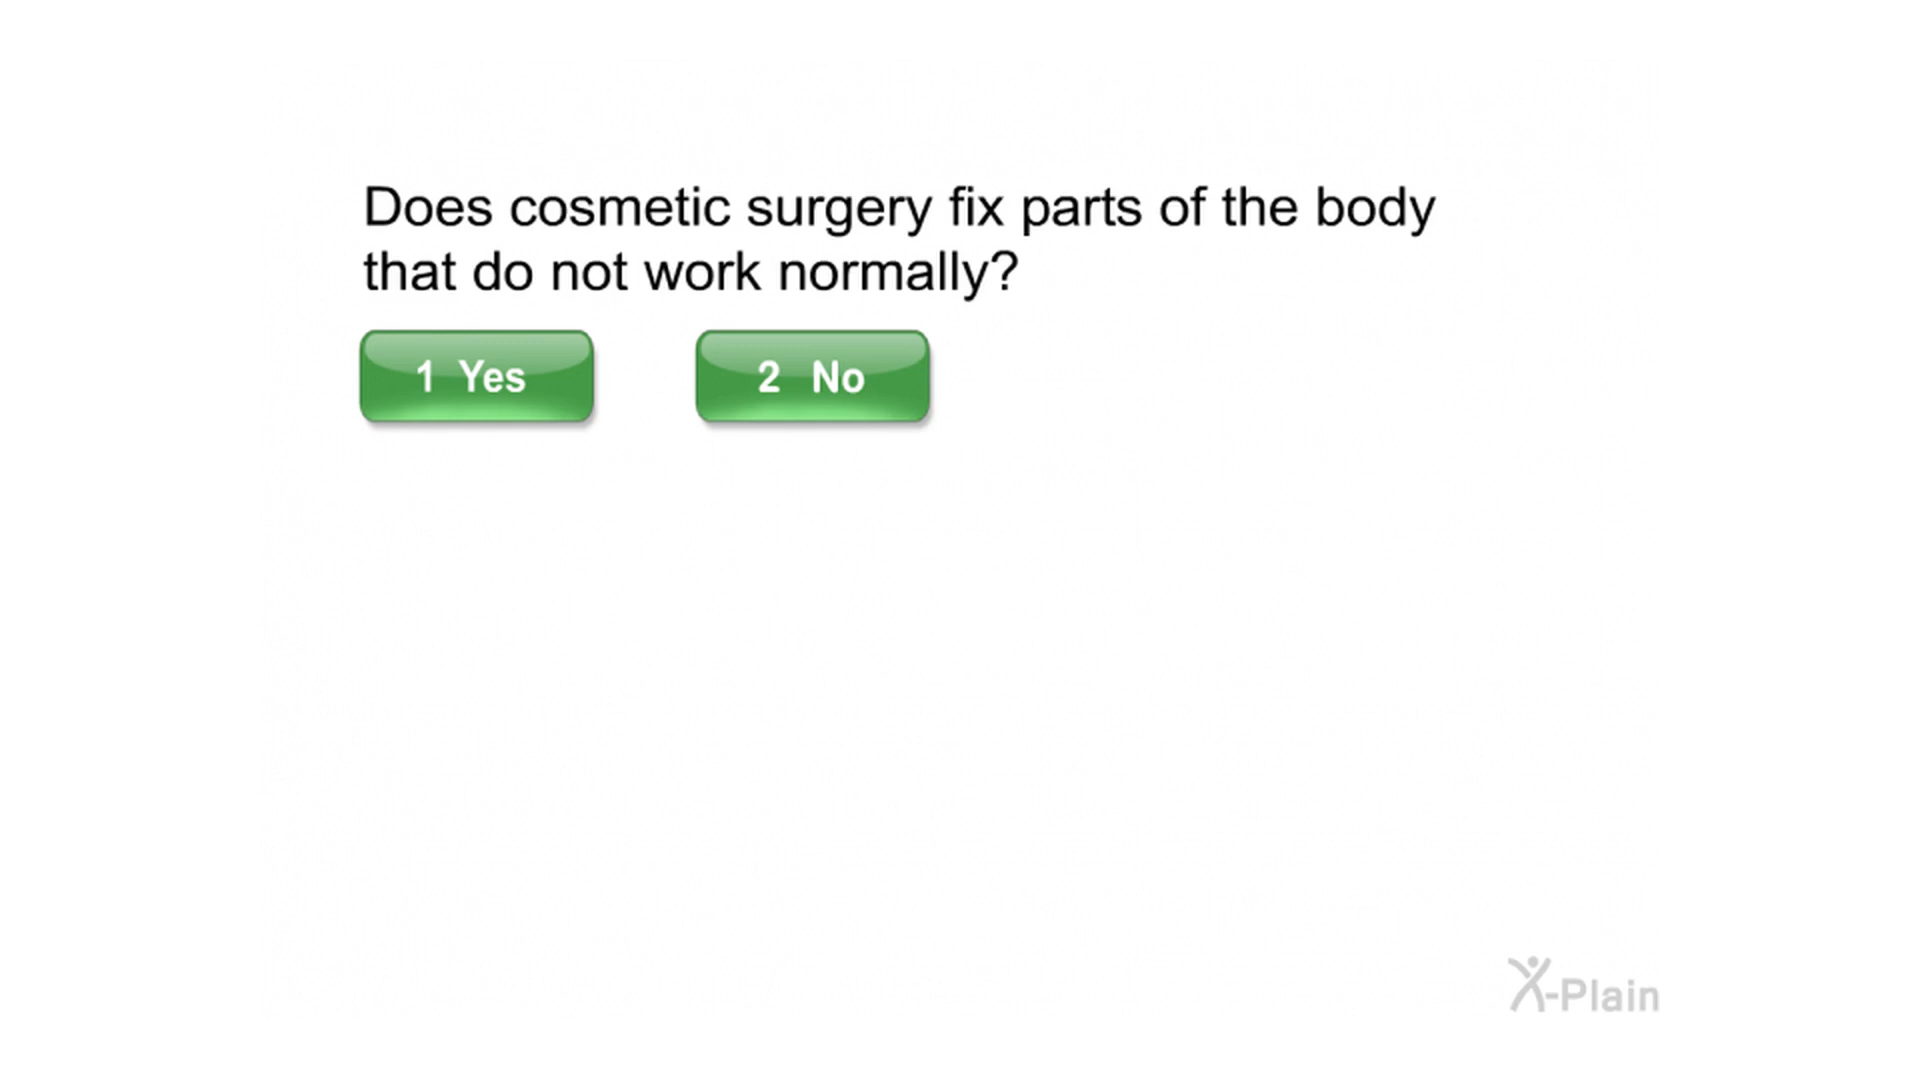 Does cosmetic surgery fix parts of the body
that do not work normally?
1 Yes
2 No
X-Plain